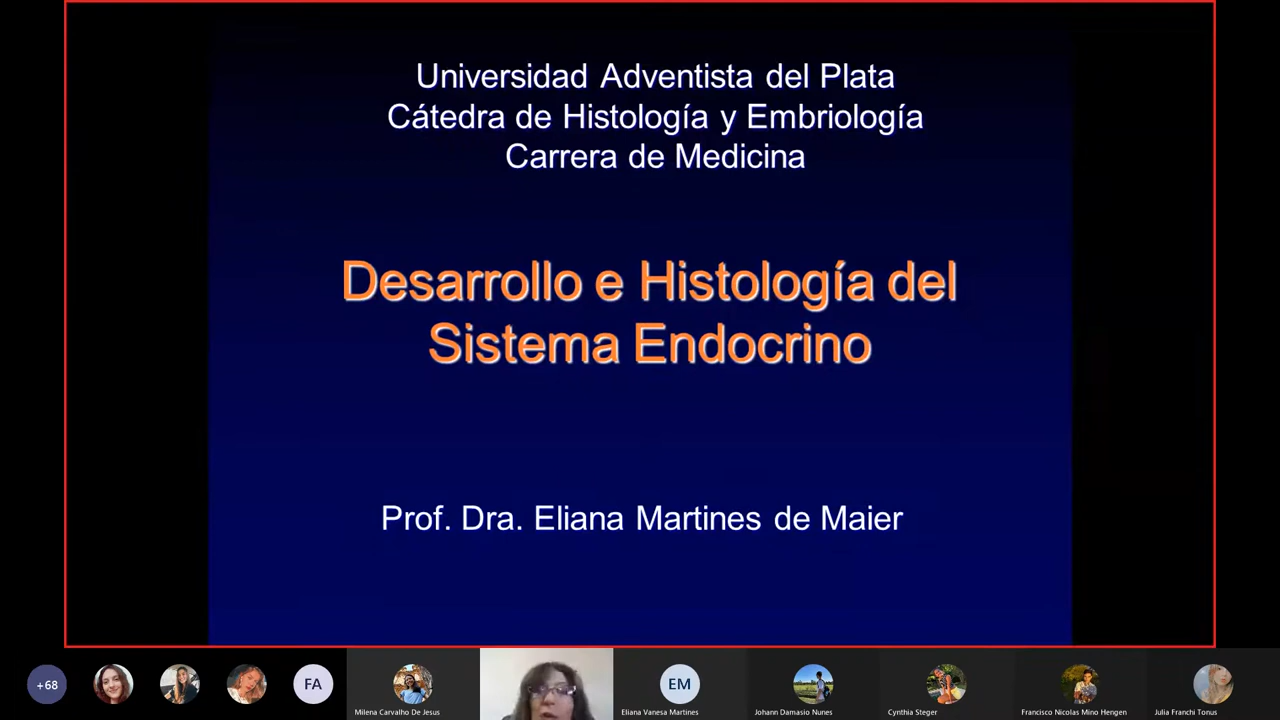 Universidad Adventista del Plata
Cátedra de Histología y Embriología
Carrera de Medicina
Desarrollo e Histología del
Sistema Endocrino
Prof. Dra. Eliana Martines de Maier
+68
FA
EM
Milena Carvalho De Jesus
Eliana Vanesa Martines
Johann Damasio Nunes
Cynthia Steger
Francisco Nicolas Mino Hengen
Julia Franchi Tonus